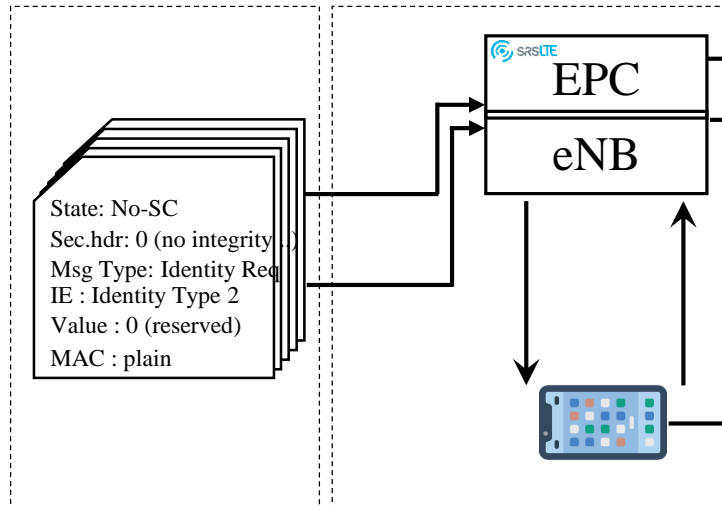 SRSLTE
EPC
eNB
State: No-SC
Sec.hdr: 0 (no integrity ..)
Msg Type: Identity Req
IE : Identity Type 2
Value : 0 (reserved)
MAC : plain